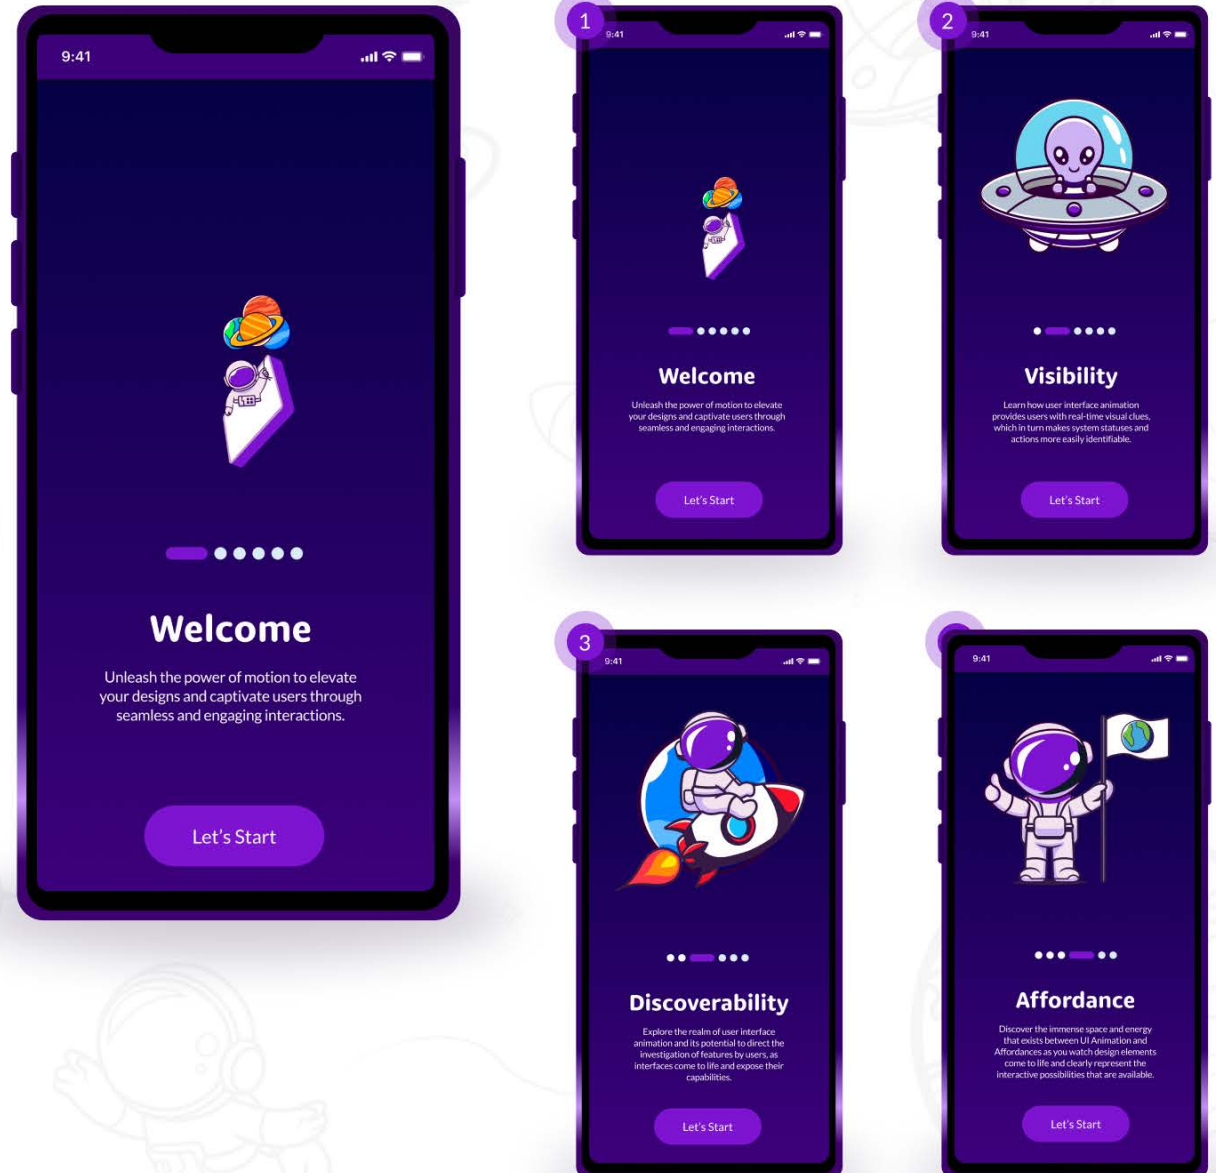 9:41
Welcome
Unleash the power of motion to elevate
your designs and captivate users through
seamless and engaging interactions.
Let's Start
1
9:41
Welcome
Unleash the power of motion to elevate
your designs and captivate users through
seamless and engaging interactions.
Let's Start
2
9:41
Visibility
Learn how user interface animation
provides users with real-time visual clues,
which in turn makes system statuses and
actions more easily identifiable.
Let's Start
3
9:41
Discoverability
Explore the realm of user interface
animation and its potential to direct the
investigation of features by users, as
interfaces come to life and expose their
capabilities.
Let's Start
9:41
Affordance
Discover the immense space and energy
that exists between UI Animation and
Affordances as you watch design elements
come to life and clearly represent the
interactive possibilities that are available.
Let's Start